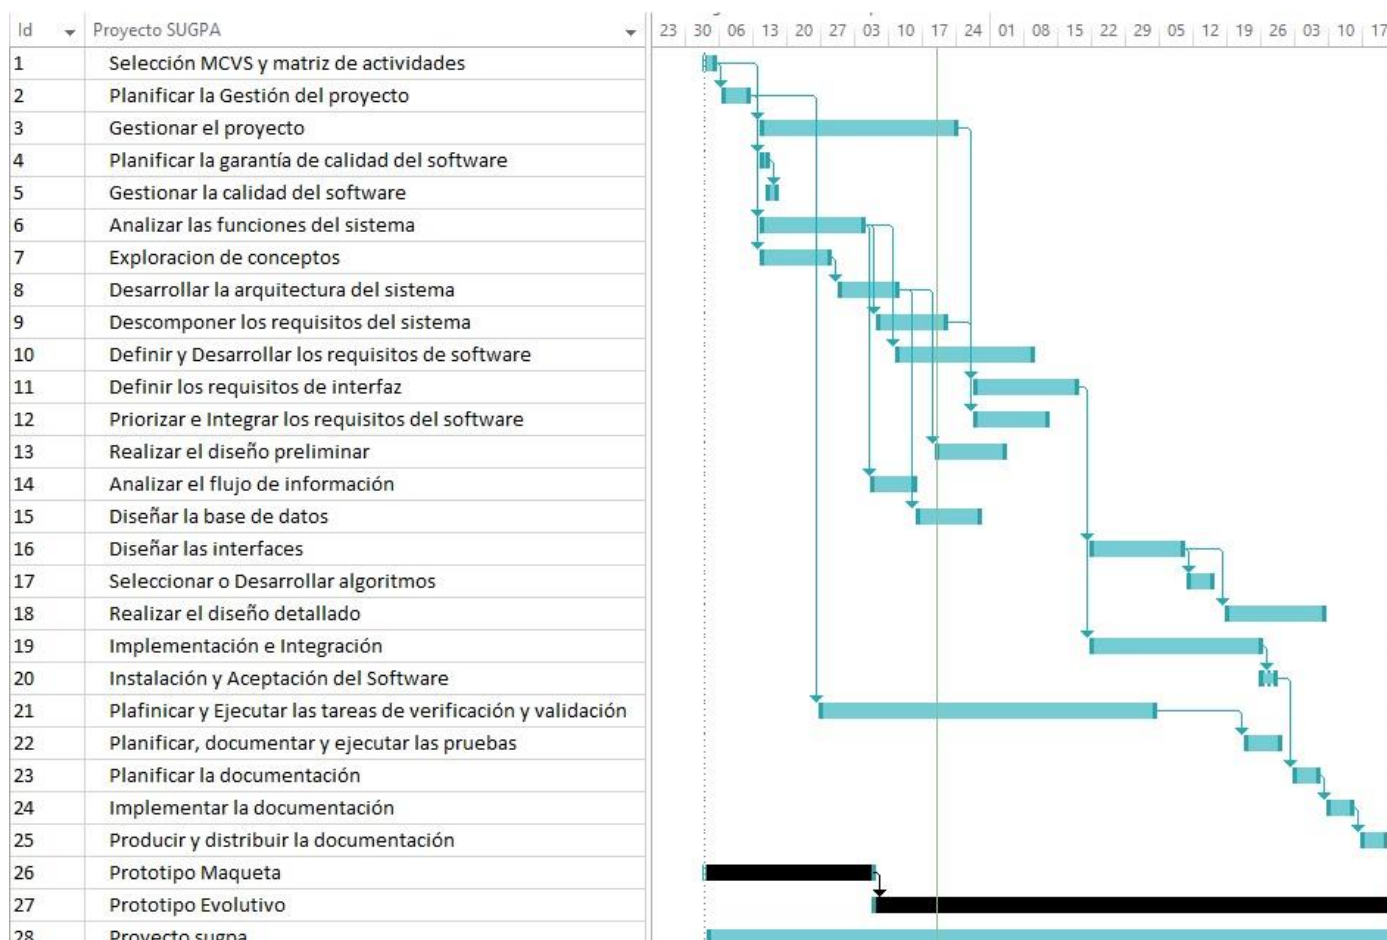 Id Proyecto SUGPA 23 30 06 13 20 27 03 10 17 24 01 08 15 22 29 05 12 19 26 03 10 17
1 Selección MCVS y matriz de actividades
2 Planificar la Gestión del proyecto
3 Gestionar el proyecto
4 Planificar la garantía de calidad del software
5 Gestionar la calidad del software
6 Analizar las funciones del sistema
7 Exploracion de conceptos
8 Desarrollar la arquitectura del sistema
9 Descomponer los requisitos del sistema
10 Definir y Desarrollar los requisitos de software
11 Definir los requisitos de interfaz
12 Priorizar e Integrar los requisitos del software
13 Realizar el diseño preliminar
14 Analizar el flujo de información
15 Diseñar la base de datos
16 Diseñar las interfaces
17 Seleccionar o Desarrollar algoritmos
18 Realizar el diseño detallado
19 Implementación e Integración
20 Instalación y Aceptación del Software
21 Plafinicar y Ejecutar las tareas de verificación y validación
22 Planificar, documentar y ejecutar las pruebas
23 Planificar la documentación
24 Implementar la documentación
25 Producir y distribuir la documentación
26 Prototipo Maqueta
27 Prototipo Evolutivo
28 Proyecto sugpa